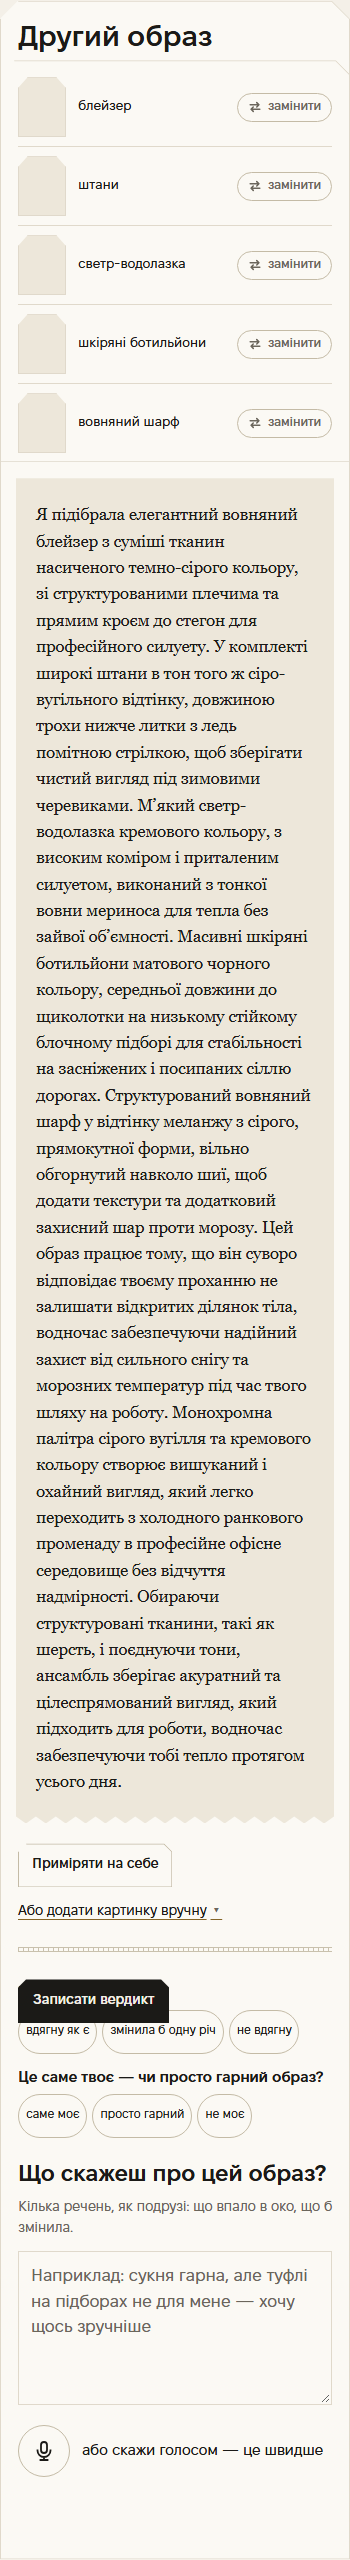 Другий образ
блейзер
замінити
штани
замінити
светр-водолазка
замінити
шкіряні ботильйони
замінити
вовняний шарф
замінити
Я підібрала елегантний вовняний
блейзер з суміші тканин
насиченого темно-сірого кольору,
зі структурованими плечима та
прямим кроєм до стегон для
професійного силуету. У комплекті
широкі штани в тон того ж сіро-
вугільного відтінку, довжиною
трохи нижче литки з ледь
помітною стрілкою, щоб зберігати
чистий вигляд під зимовими
черевиками. М’який светр-
водолазка кремового кольору, з
високим коміром і приталеним
силуетом, виконаний з тонкої
вовни мериноса для тепла без
зайвої об’ємності. Масивні шкіряні
ботильйони матового чорного
кольору, середньої довжини до
щиколотки на низькому стійкому
блочному підборі для стабільності
на засніжених і посипаних сіллю
дорогах. Структурований вовняний
шарф у відтінку меланжу з сірого,
прямокутної форми, вільно
обгорнутий навколо шиї, щоб
додати текстури та додатковий
захисний шар проти морозу. Цей
образ працює тому, що він суворо
відповідає твоєму проханню не
залишати відкритих ділянок тіла,
водночас забезпечуючи надійний
захист від сильного снігу та
морозних температур під час твого
шляху на роботу. Монохромна
палітра сірого вугілля та кремового
кольору створює вишуканий і
охайний вигляд, який легко
переходить з холодного ранкового
променаду в професійне офісне
середовище без відчуття
надмірності. Обираючи
структуровані тканини, такі як
шерсть, і поєднуючи тони,
ансамбль зберігає акуратний та
цілеспрямований вигляд, який
підходить для роботи, водночас
забезпечуючи тобі тепло протягом
усього дня.
Приміряти на себе
Або додати картинку вручну
Записати вердикт
вдягну як є
змінила б одну річ
не вдягну
Це саме твоє — чи просто гарний образ?
саме моє
просто гарний
не моє
Що скажеш про цей образ?
Кілька речень, як подрузі: що впало в око, що б
змінила.
Наприклад: сукня гарна, але туфлі
на підборах не для мене — хочу
щось зручніше
або скажи голосом — це швидше